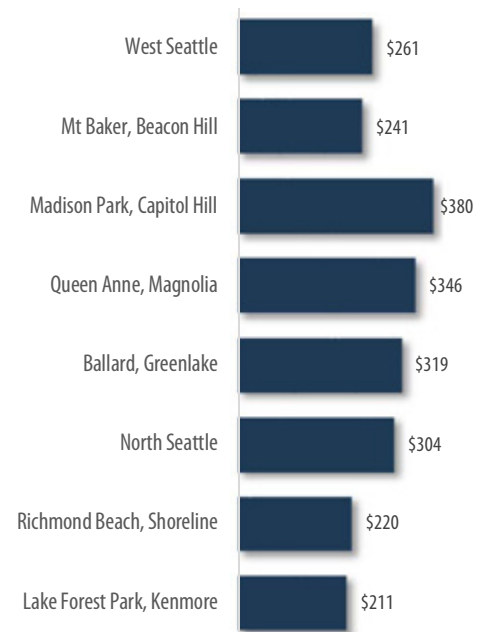 West Seattle $261
Mt Baker, Beacon Hill $241
Madison Park, Capitol Hill $380
Queen Anne, Magnolia $346
Ballard, Greenlake $319
North Seattle $304
Richmond Beach, Shoreline $220
Lake Forest Park, Kenmore $211